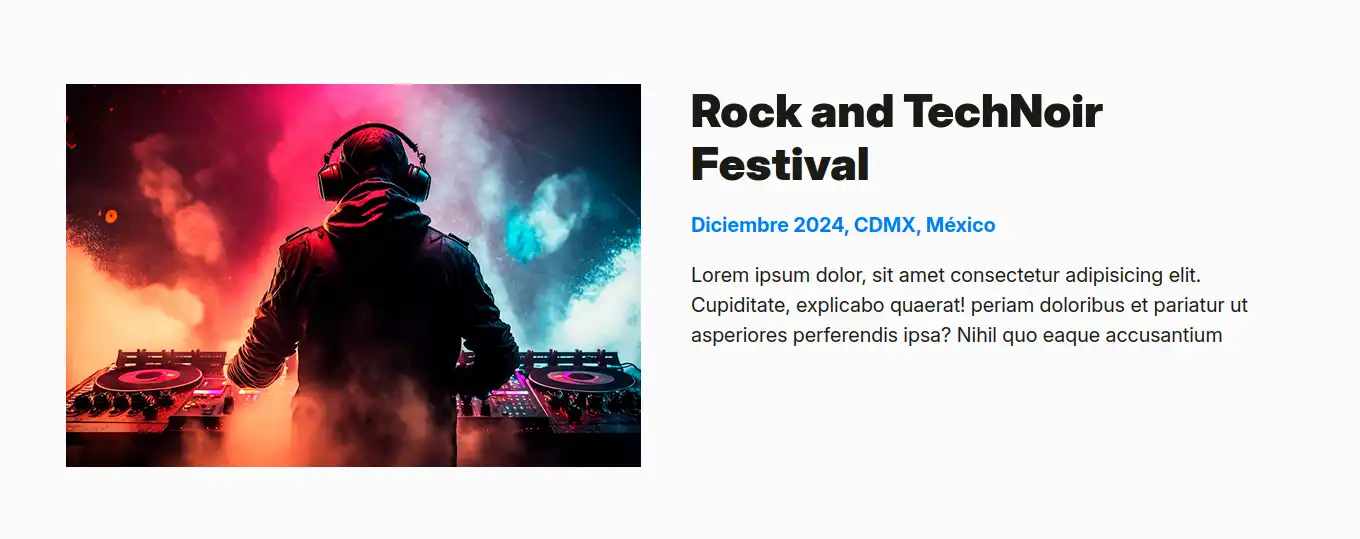 Rock and TechNoir
Festival
Diciembre 2024, CDMX, México
Lorem ipsum dolor, sit amet consectetur adipisicing elit.
Cupiditate, explicabo quaerat! periam doloribus et pariatur ut
asperiores perferendis ipsa? Nihil quo eaque accusantium